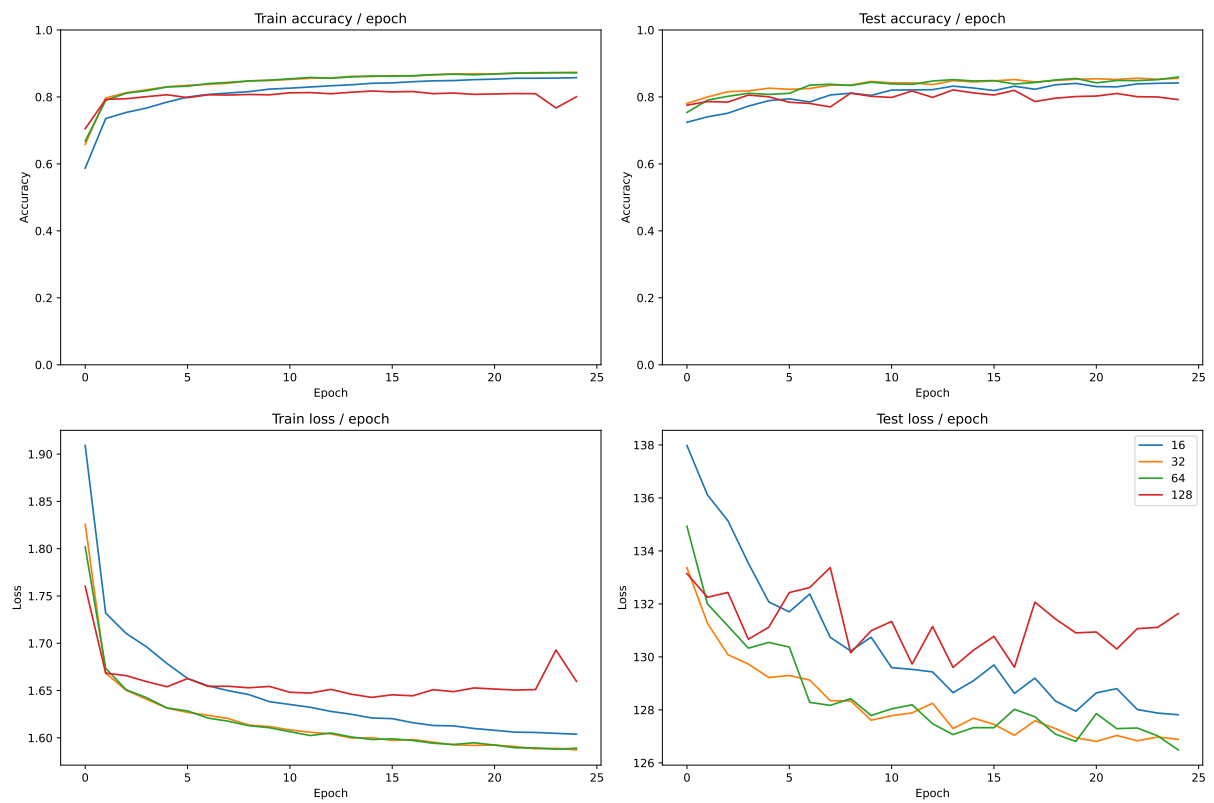 Train accuracy / epoch
1.0
0.8
0.6
0.4
0.2
0.0
Accuracy
0 5 10 15 20 25
Epoch
Test accuracy / epoch
1.0
0.8
0.6
0.4
0.2
0.0
Accuracy
0 5 10 15 20 25
Epoch
Train loss / epoch
1.90
1.85
1.80
1.75
1.70
1.65
1.60
Loss
0 5 10 15 20 25
Epoch
Test loss / epoch
138
136
134
132
130
128
126
Loss
16
32
64
128
0 5 10 15 20 25
Epoch